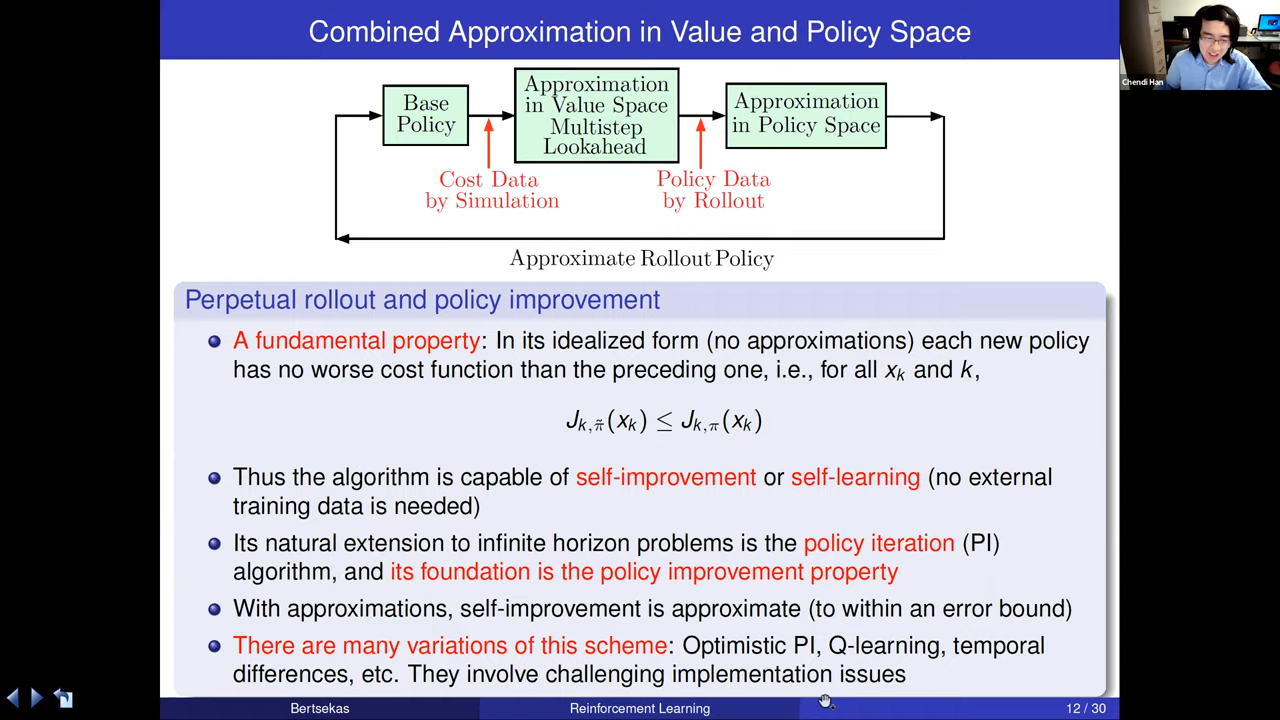 Combined Approximation in Value and Policy Space
Chendi Han
Base
Policy
Approximation
in Value Space
Multistep
Lookahead
Approximation
in Policy Space
Cost Data
by Simulation
Policy Data
by Rollout
Approximate Rollout Policy
Perpetual rollout and policy improvement
A fundamental property: In its idealized form (no approximations) each new policy
has no worse cost function than the preceding one, i.e., for all x_k and k,
J_{k,π̃}(x_k) ≤ J_{k,π}(x_k)
Thus the algorithm is capable of self-improvement or self-learning (no external
training data is needed)
Its natural extension to infinite horizon problems is the policy iteration (PI)
algorithm, and its foundation is the policy improvement property
With approximations, self-improvement is approximate (to within an error bound)
There are many variations of this scheme: Optimistic PI, Q-learning, temporal
differences, etc. They involve challenging implementation issues
Bertsekas
Reinforcement Learning
12 / 30